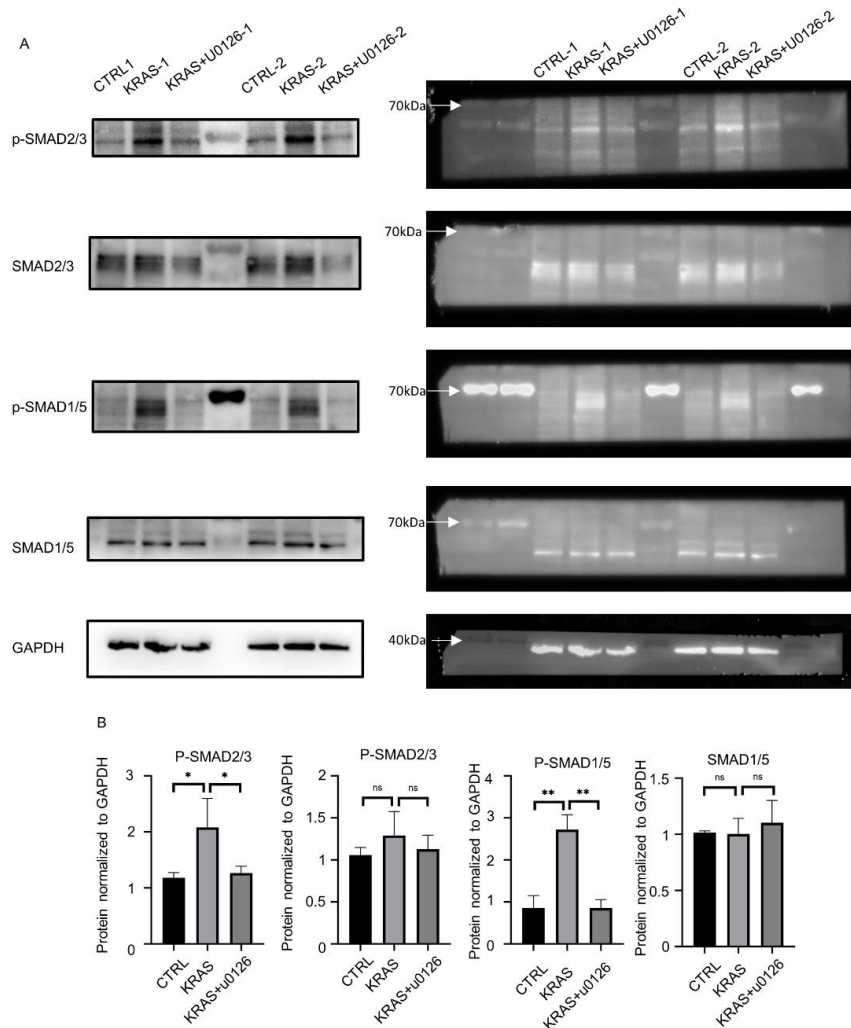 A
CTRL1 KRAS-1 KRAS+U0126-1 CTRL-2 KRAS-2 KRAS+U0126-2
CTRL-1 KRAS-1 KRAS+U0126-1 CTRL-2 KRAS-2 KRAS+U0126-2
p-SMAD2/3
70kDa
SMAD2/3
70kDa
p-SMAD1/5
70kDa
SMAD1/5
70kDa
GAPDH
40kDa
B
P-SMAD2/3
Protein normalized to GAPDH
3
2
1
0
* *
CTRL
KRAS
KRAS+u0126
P-SMAD2/3
Protein normalized to GAPDH
2.0
1.5
1.0
0.5
0
ns ns
CTRL
KRAS
KRAS+u0126
P-SMAD1/5
Protein normalized to GAPDH
4
3
2
1
0
** **
CTRL
KRAS
KRAS+u0126
SMAD1/5
Protein normalized to GAPDH
1.5
1.0
0.5
0
ns ns
CTRL
KRAS
KRAS+u0126